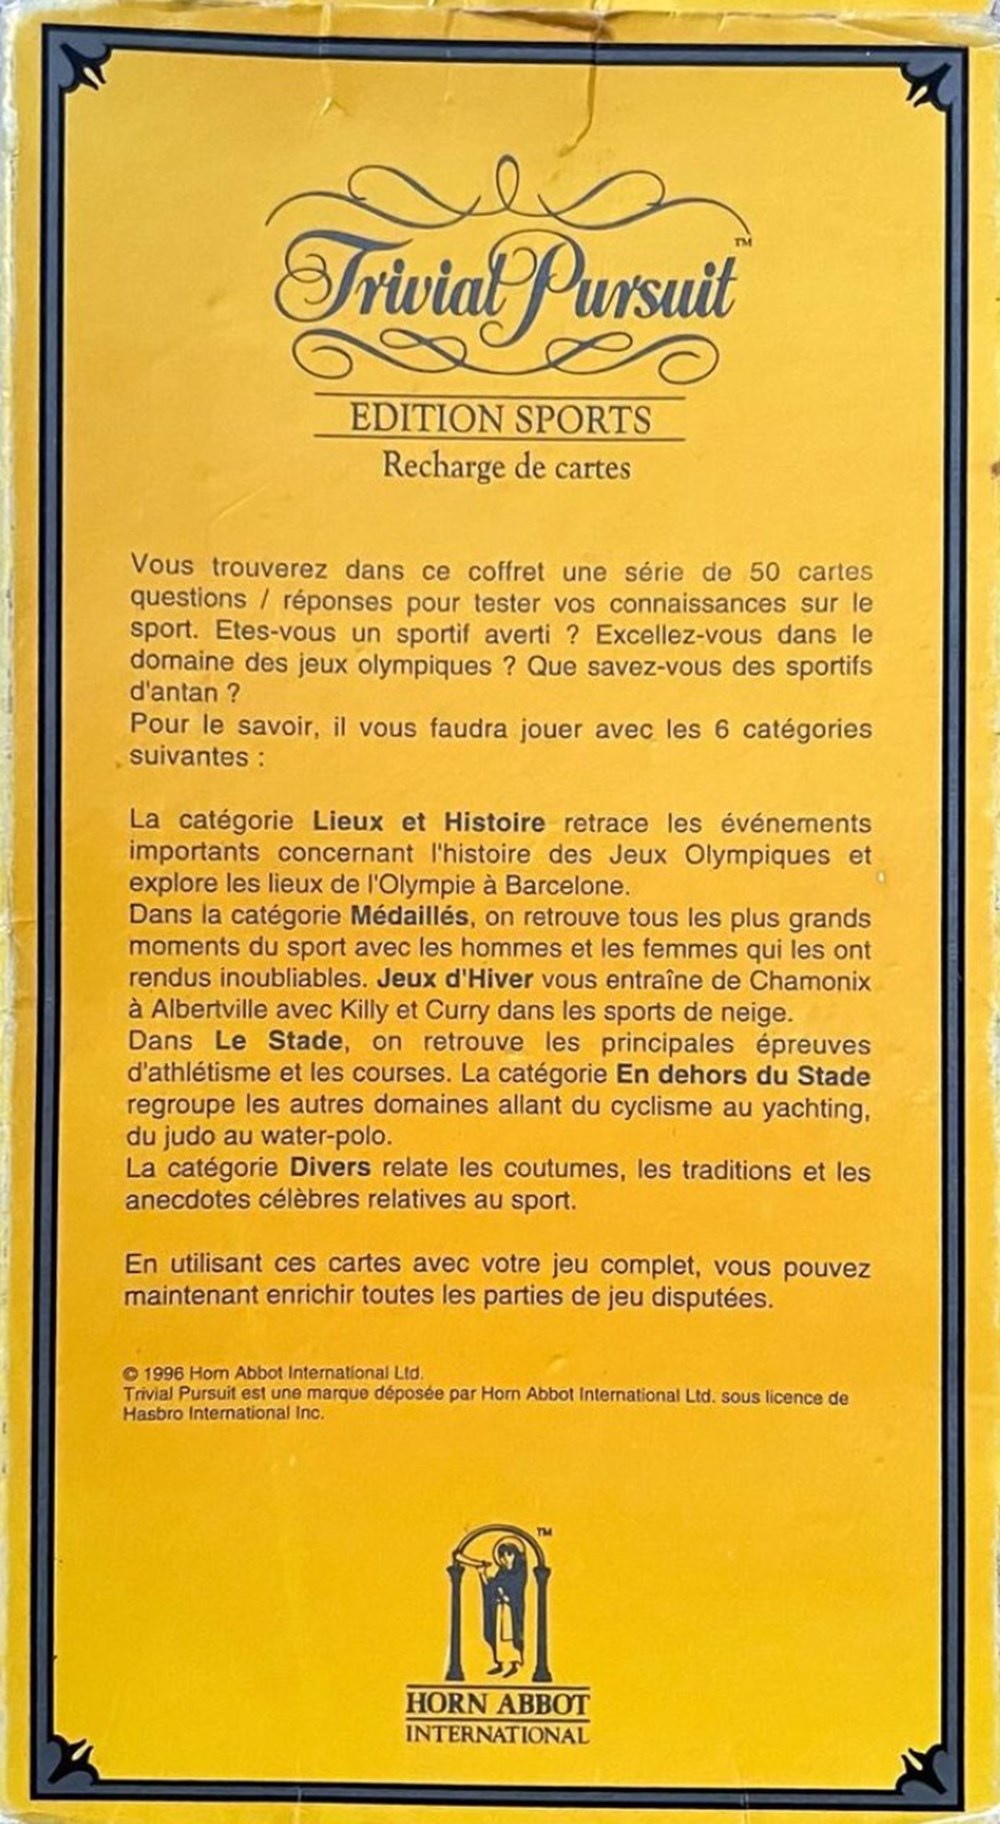 Trivial Pursuit™
EDITION SPORTS
Recharge de cartes
Vous trouverez dans ce coffret une série de 50 cartes
questions / réponses pour tester vos connaissances sur le
sport. Etes-vous un sportif averti ? Excellez-vous dans le
domaine des jeux olympiques ? Que savez-vous des sportifs
d'antan ?
Pour le savoir, il vous faudra jouer avec les 6 catégories
suivantes :
La catégorie Lieux et Histoire retrace les événements
importants concernant l'histoire des Jeux Olympiques et
explore les lieux de l'Olympie à Barcelone.
Dans la catégorie Médaillés, on retrouve tous les plus grands
moments du sport avec les hommes et les femmes qui les ont
rendus inoubliables. Jeux d'Hiver vous entraîne de Chamonix
à Albertville avec Killy et Curry dans les sports de neige.
Dans Le Stade, on retrouve les principales épreuves
d'athlétisme et les courses. La catégorie En dehors du Stade
regroupe les autres domaines allant du cyclisme au yachting,
du judo au water-polo.
La catégorie Divers relate les coutumes, les traditions et les
anecdotes célèbres relatives au sport.
En utilisant ces cartes avec votre jeu complet, vous pouvez
maintenant enrichir toutes les parties de jeu disputées.
© 1996 Horn Abbot International Ltd.
Trivial Pursuit est une marque déposée par Horn Abbot International Ltd. sous licence de
Hasbro International Inc.
™
HORN ABBOT
INTERNATIONAL